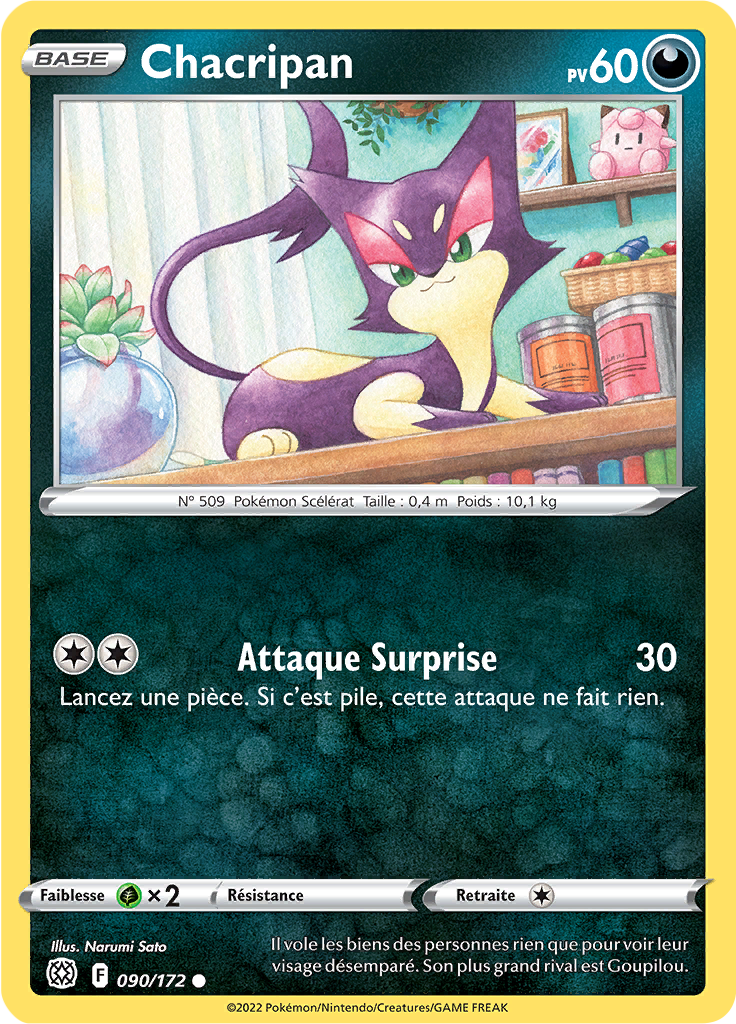 BASE
Chacripan
PV60
N° 509 Pokémon Scélérat Taille : 0,4 m Poids : 10,1 kg
Attaque Surprise 30
Lancez une pièce. Si c'est pile, cette attaque ne fait rien.
Faiblesse ×2 Résistance Retraite
Illus. Narumi Sato
Il vole les biens des personnes rien que pour voir leur
visage désemparé. Son plus grand rival est Goupilou.
F 090/172
©2022 Pokémon/Nintendo/Creatures/GAME FREAK